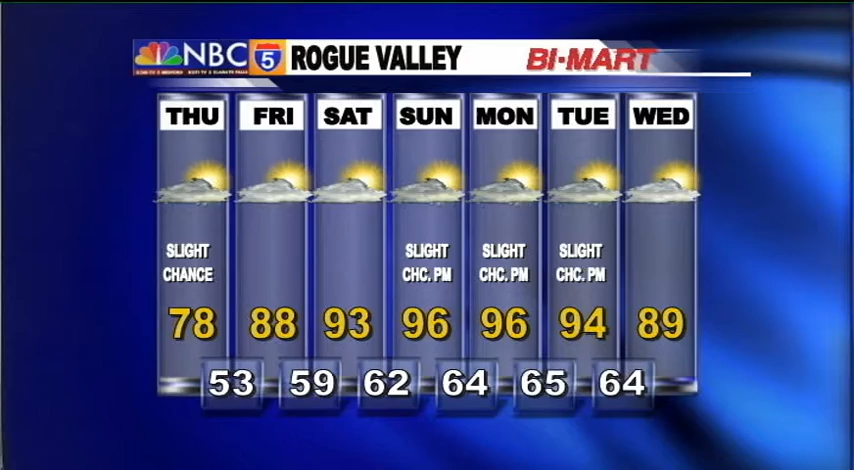 NBC 5 ROGUE VALLEY BI-MART
THU FRI SAT SUN MON TUE WED
SLIGHT SLIGHT SLIGHT SLIGHT
CHANCE CHC. PM CHC. PM CHC. PM
78 88 93 96 96 94 89
53 59 62 64 65 64